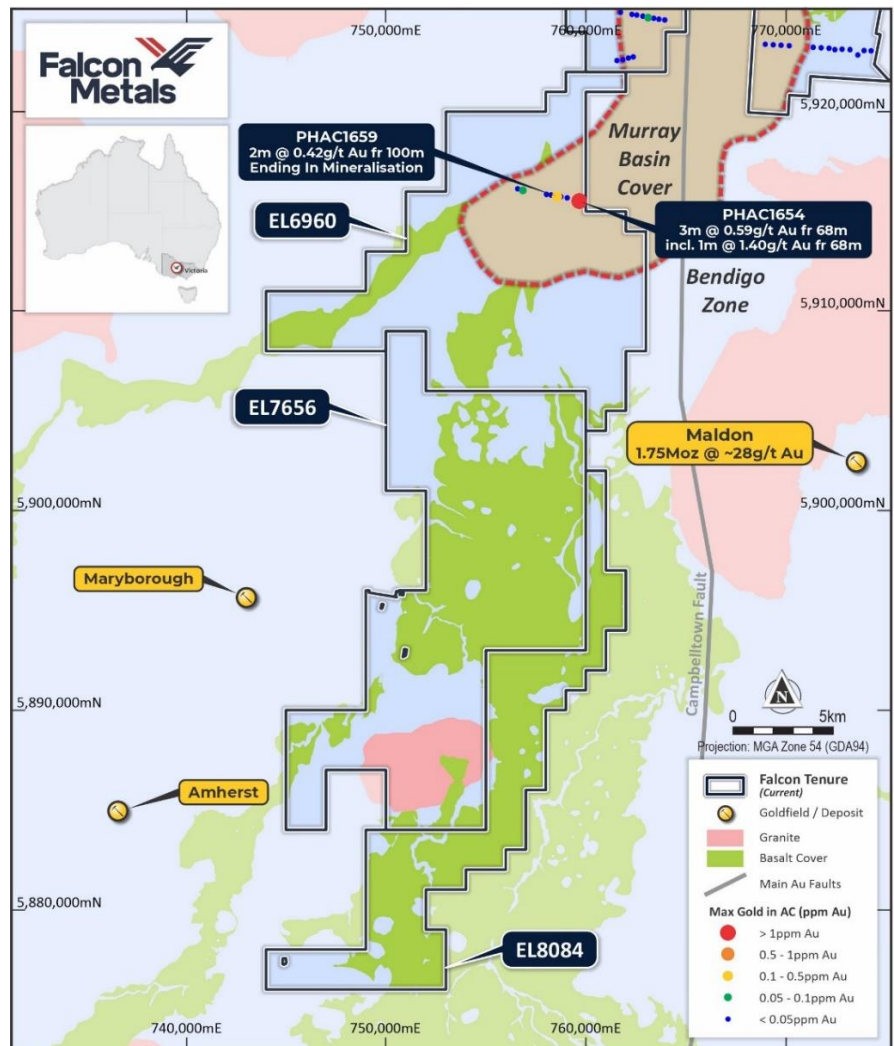 Falcon
Metals
Victoria
750,000mE
760,000mE
770,000mE
5,920,000mN
PHAC1659
2m @ 0.42g/t Au fr 100m
Ending In Mineralisation
Murray
Basin
Cover
EL6960
PHAC1654
3m @ 0.59g/t Au fr 68m
incl. 1m @ 1.40g/t Au fr 68m
Bendigo
Zone
5,910,000mN
EL7656
Maldon
1.75Moz @ ~28g/t Au
5,900,000mN
5,900,000mN
Maryborough
Campbelltown Fault
5,890,000mN
N
0 5km
Projection: MGA Zone 54 (GDA94)
Amherst
5,880,000mN
EL8084
Falcon Tenure
(Current)
Goldfield / Deposit
Granite
Basalt Cover
Main Au Faults
Max Gold in AC (ppm Au)
> 1ppm Au
0.5 - 1ppm Au
0.1 - 0.5ppm Au
0.05 - 0.1ppm Au
< 0.05ppm Au
740,000mE
750,000mE
760,000mE